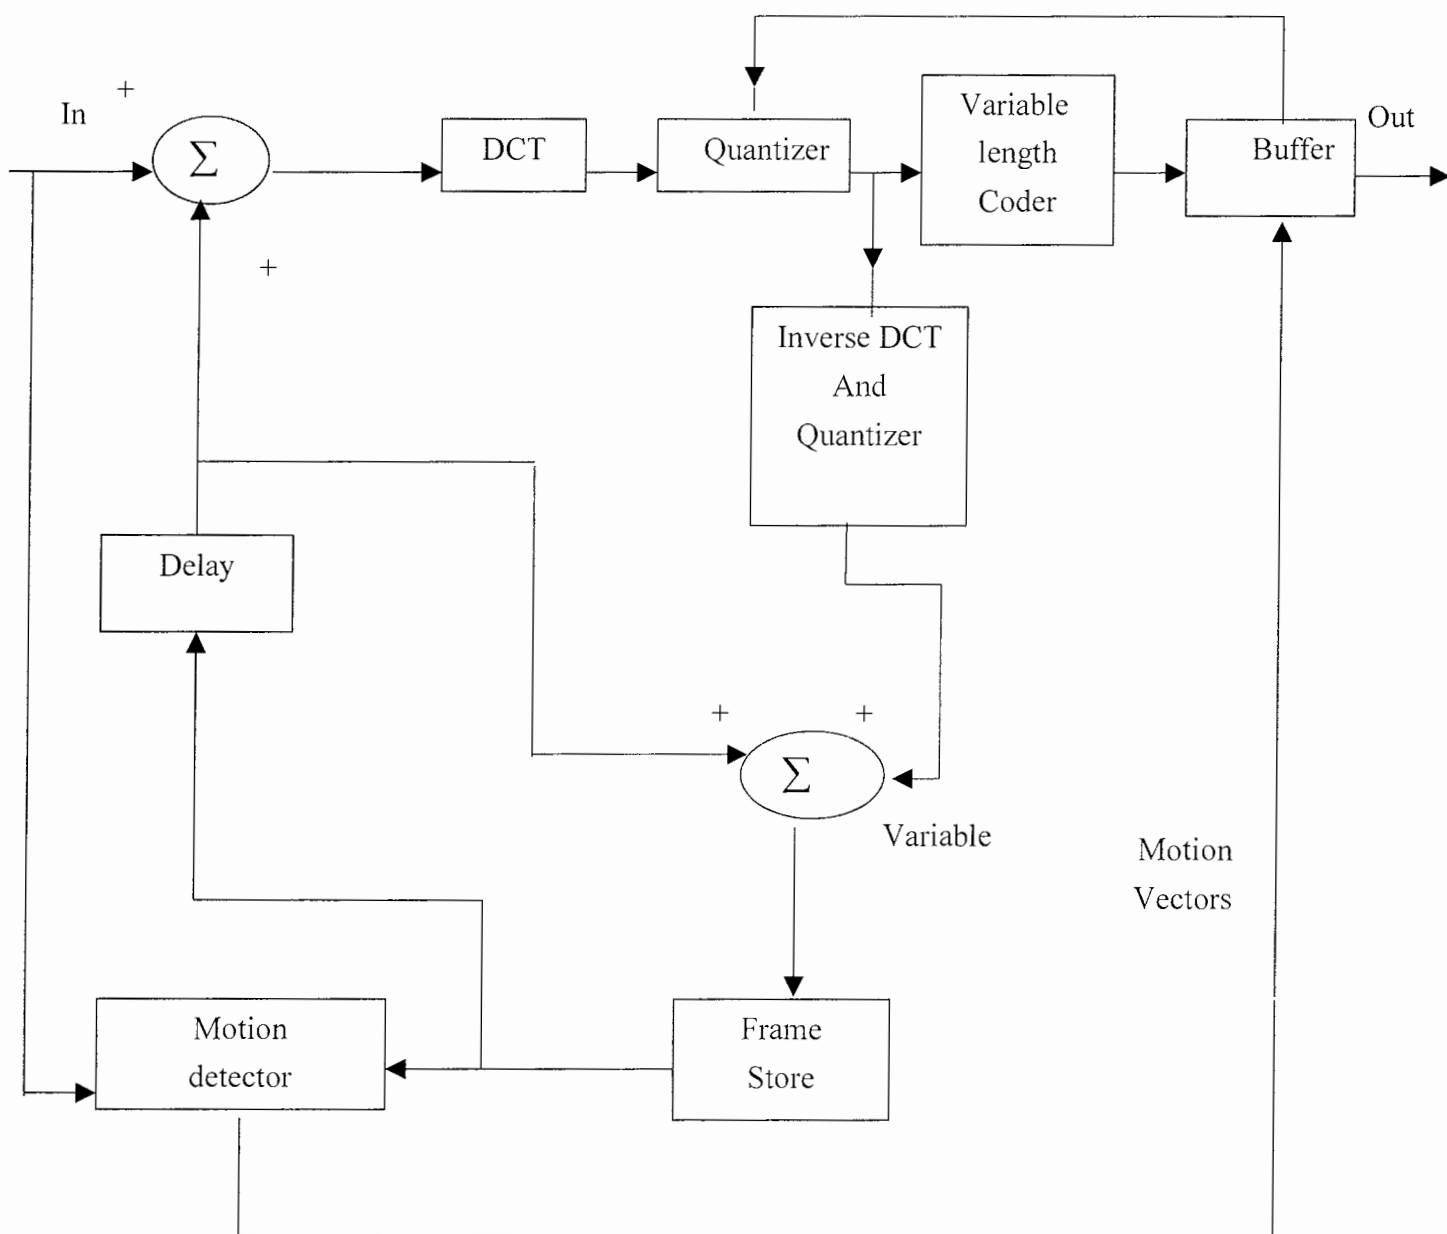 In
+
Σ
+
DCT
Quantizer
Variable
length
Coder
Buffer
Out
Inverse DCT
And
Quantizer
Delay
+
+
Σ
Variable
Motion
Vectors
Motion
detector
Frame
Store